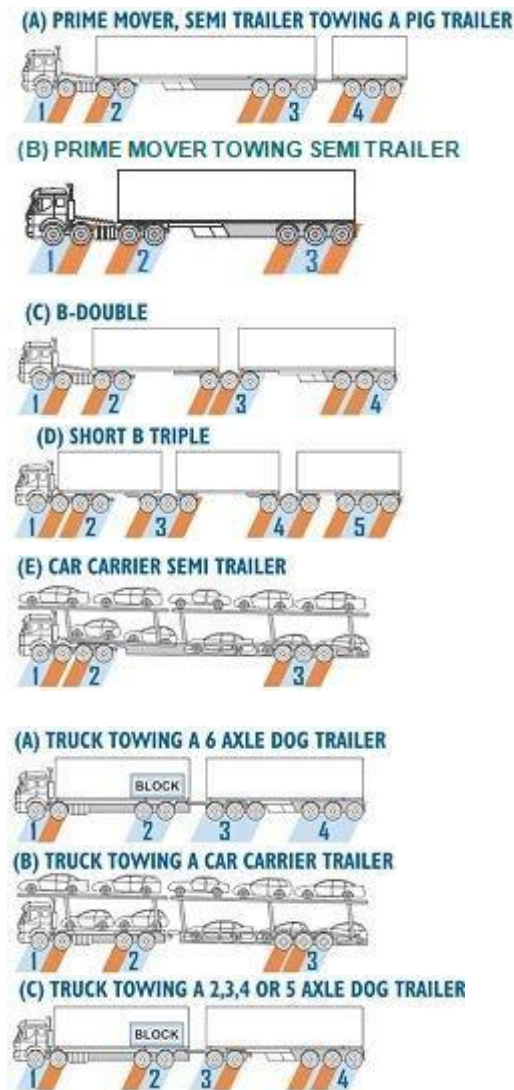 (A) PRIME MOVER, SEMI TRAILER TOWING A PIG TRAILER
1 2 3 4
(B) PRIME MOVER TOWING SEMI TRAILER
1 2 3
(C) B-DOUBLE
1 2 3 4
(D) SHORT B TRIPLE
1 2 3 4 5
(E) CAR CARRIER SEMI TRAILER
1 2 3
(A) TRUCK TOWING A 6 AXLE DOG TRAILER
BLOCK
1 2 3 4
(B) TRUCK TOWING A CAR CARRIER TRAILER
1 2 3
(C) TRUCK TOWING A 2,3,4 OR 5 AXLE DOG TRAILER
BLOCK
1 2 3 4